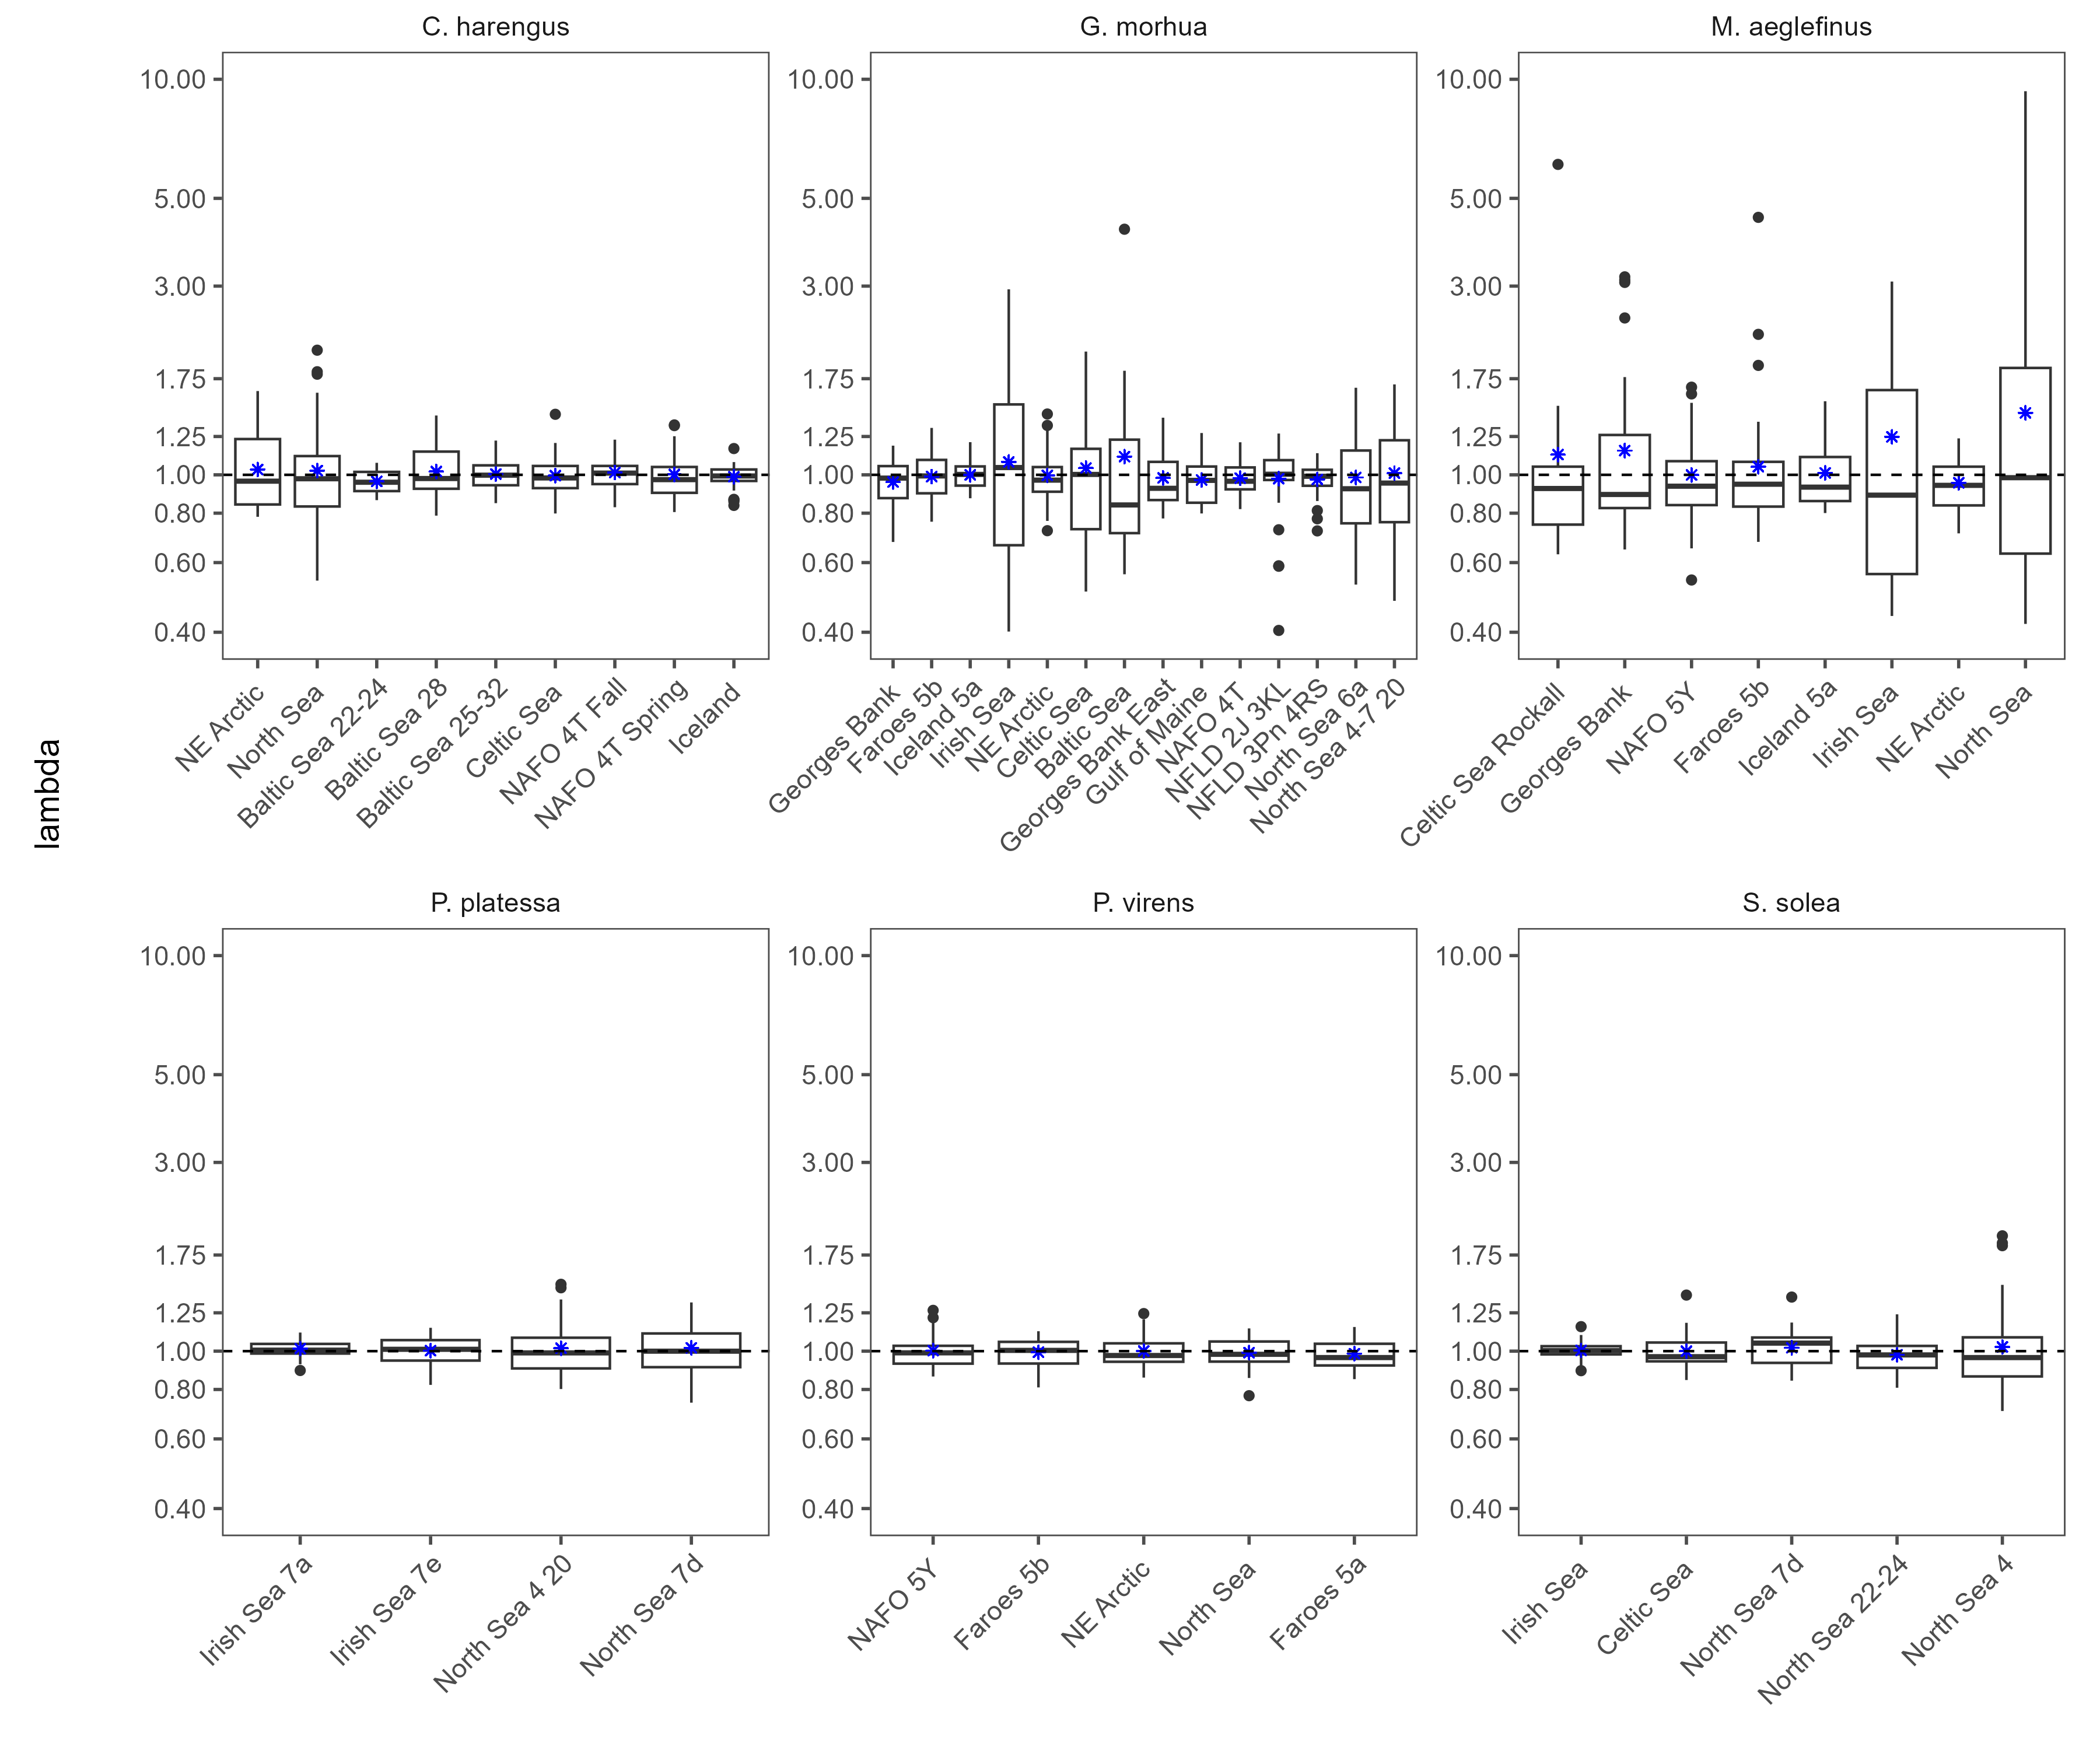 C. harengus
G. morhua
M. aeglefinus
10.00
5.00
3.00
1.75
1.25
1.00
0.80
0.60
0.40
10.00
5.00
3.00
1.75
1.25
1.00
0.80
0.60
0.40
10.00
5.00
3.00
1.75
1.25
1.00
0.80
0.60
0.40
NE Arctic
North Sea
Baltic Sea 22-24
Baltic Sea 28
Baltic Sea 25-32
Celtic Sea
NAFO 4T Fall
NAFO 4T Spring
Iceland
Georges Bank
Faroes 5b
Iceland 5a
Irish Sea
NE Arctic
Celtic Sea
Baltic Sea
Georges Bank East
Gulf of Maine
NAFO 4T
NFLD 2J 3KL
NFLD 3Pn 4RS
North Sea 6a
North Sea 4-7 20
Celtic Sea Rockall
Georges Bank
NAFO 5Y
Faroes 5b
Iceland 5a
Irish Sea
NE Arctic
North Sea
lambda
P. platessa
P. virens
S. solea
10.00
5.00
3.00
1.75
1.25
1.00
0.80
0.60
0.40
10.00
5.00
3.00
1.75
1.25
1.00
0.80
0.60
0.40
10.00
5.00
3.00
1.75
1.25
1.00
0.80
0.60
0.40
Irish Sea 7a
Irish Sea 7e
North Sea 4 20
North Sea 7d
NAFO 5Y
Faroes 5b
NE Arctic
North Sea
Faroes 5a
Irish Sea
Celtic Sea
North Sea 7d
North Sea 22-24
North Sea 4